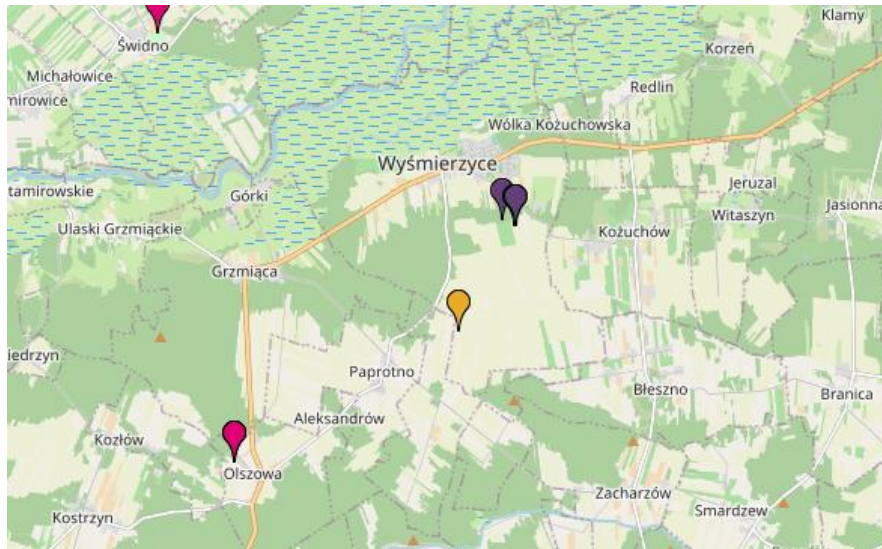 Klamy
Świdno
Korzeń
Michałowice
mirowice
Redlin
Wólka Kożuchowska
Wyśmierzyce
tamirowskie
Górki
Jeruzal
Jasionna
Witaszyn
Ulaski Grzmiąckie
Kożuchów
Grzmiąca
iedrzyn
Paprotno
Błeszno
Branica
Aleksandrów
Kozłów
Olszowa
Zacharzów
Smardzew
Kostrzyn